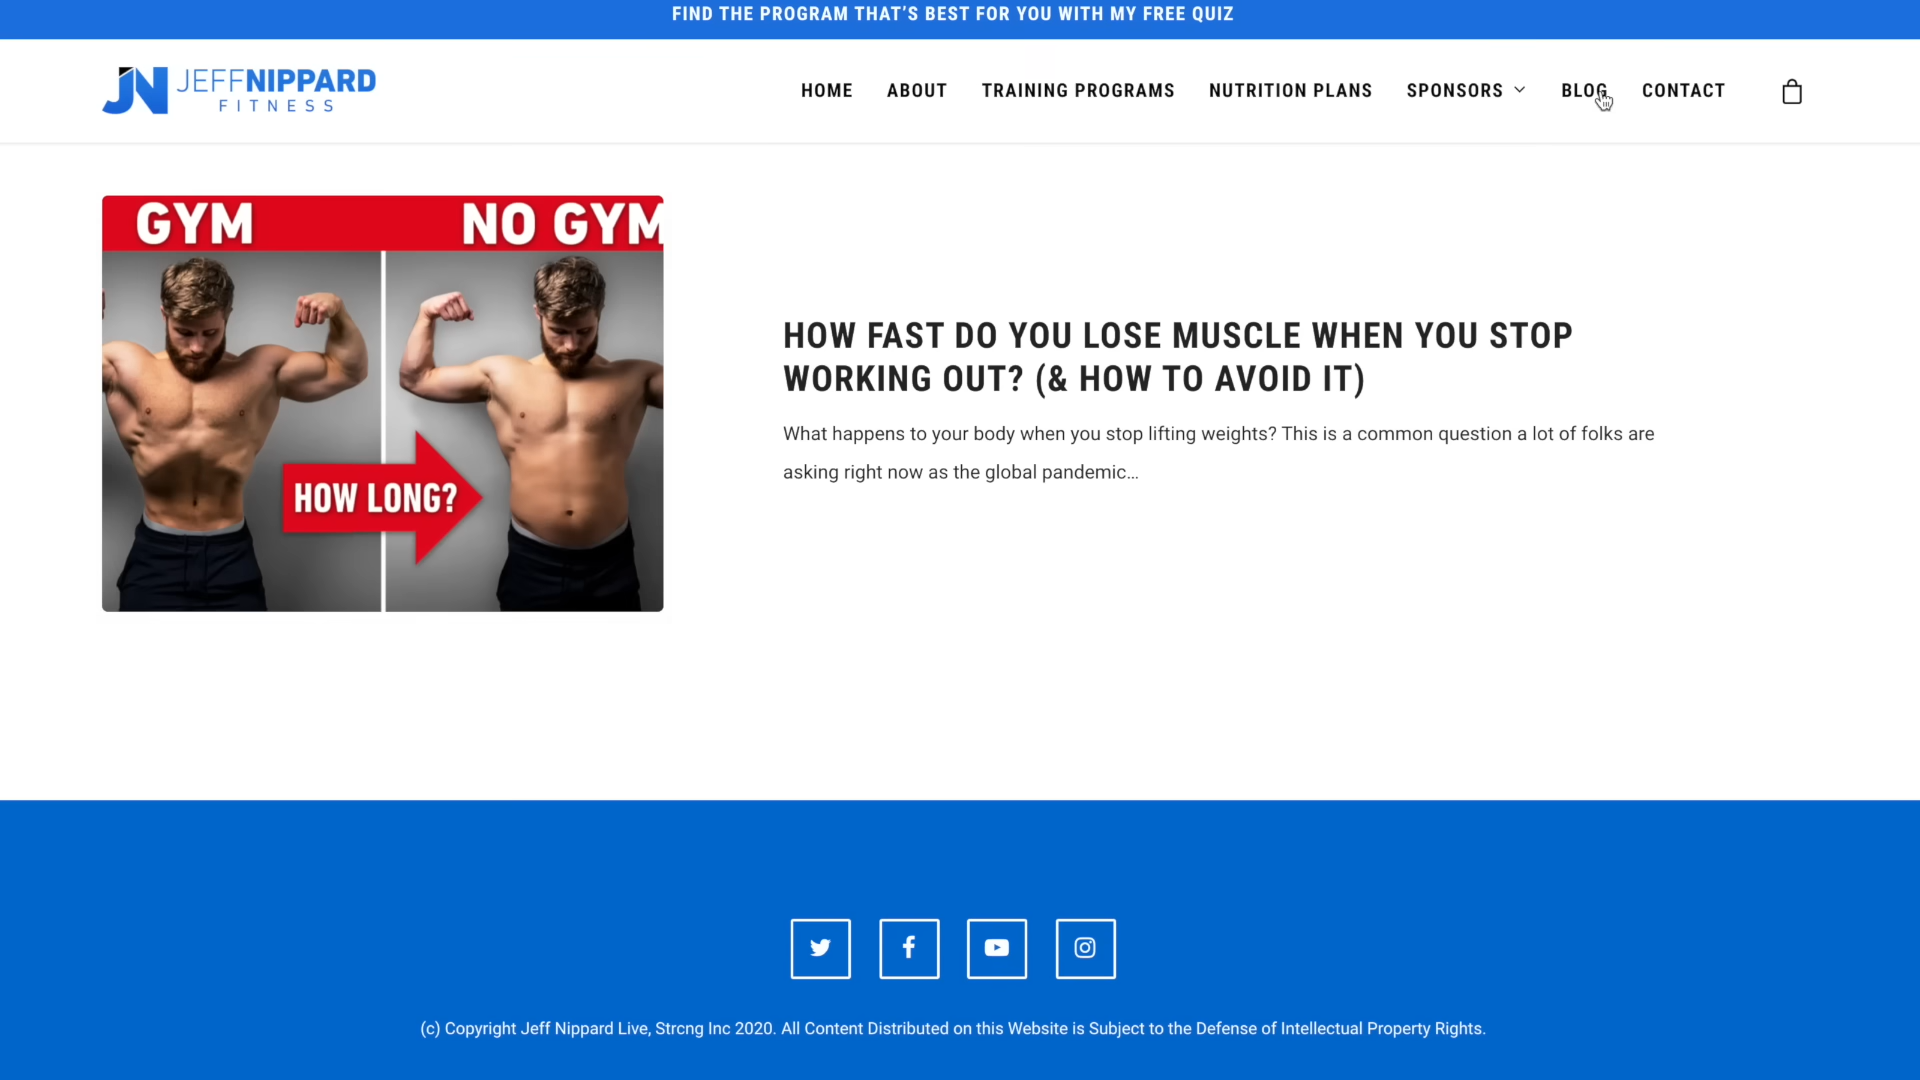 FIND THE PROGRAM THAT'S BEST FOR YOU WITH MY FREE QUIZ
JN JEFFNIPPARD
FITNESS
HOME ABOUT TRAINING PROGRAMS NUTRITION PLANS SPONSORS BLOG CONTACT
GYM NO GYM
HOW LONG?
HOW FAST DO YOU LOSE MUSCLE WHEN YOU STOP
WORKING OUT? (& HOW TO AVOID IT)
What happens to your body when you stop lifting weights? This is a common question a lot of folks are
asking right now as the global pandemic...
(c) Copyright Jeff Nippard Live, Strcng Inc 2020. All Content Distributed on this Website is Subject to the Defense of Intellectual Property Rights.